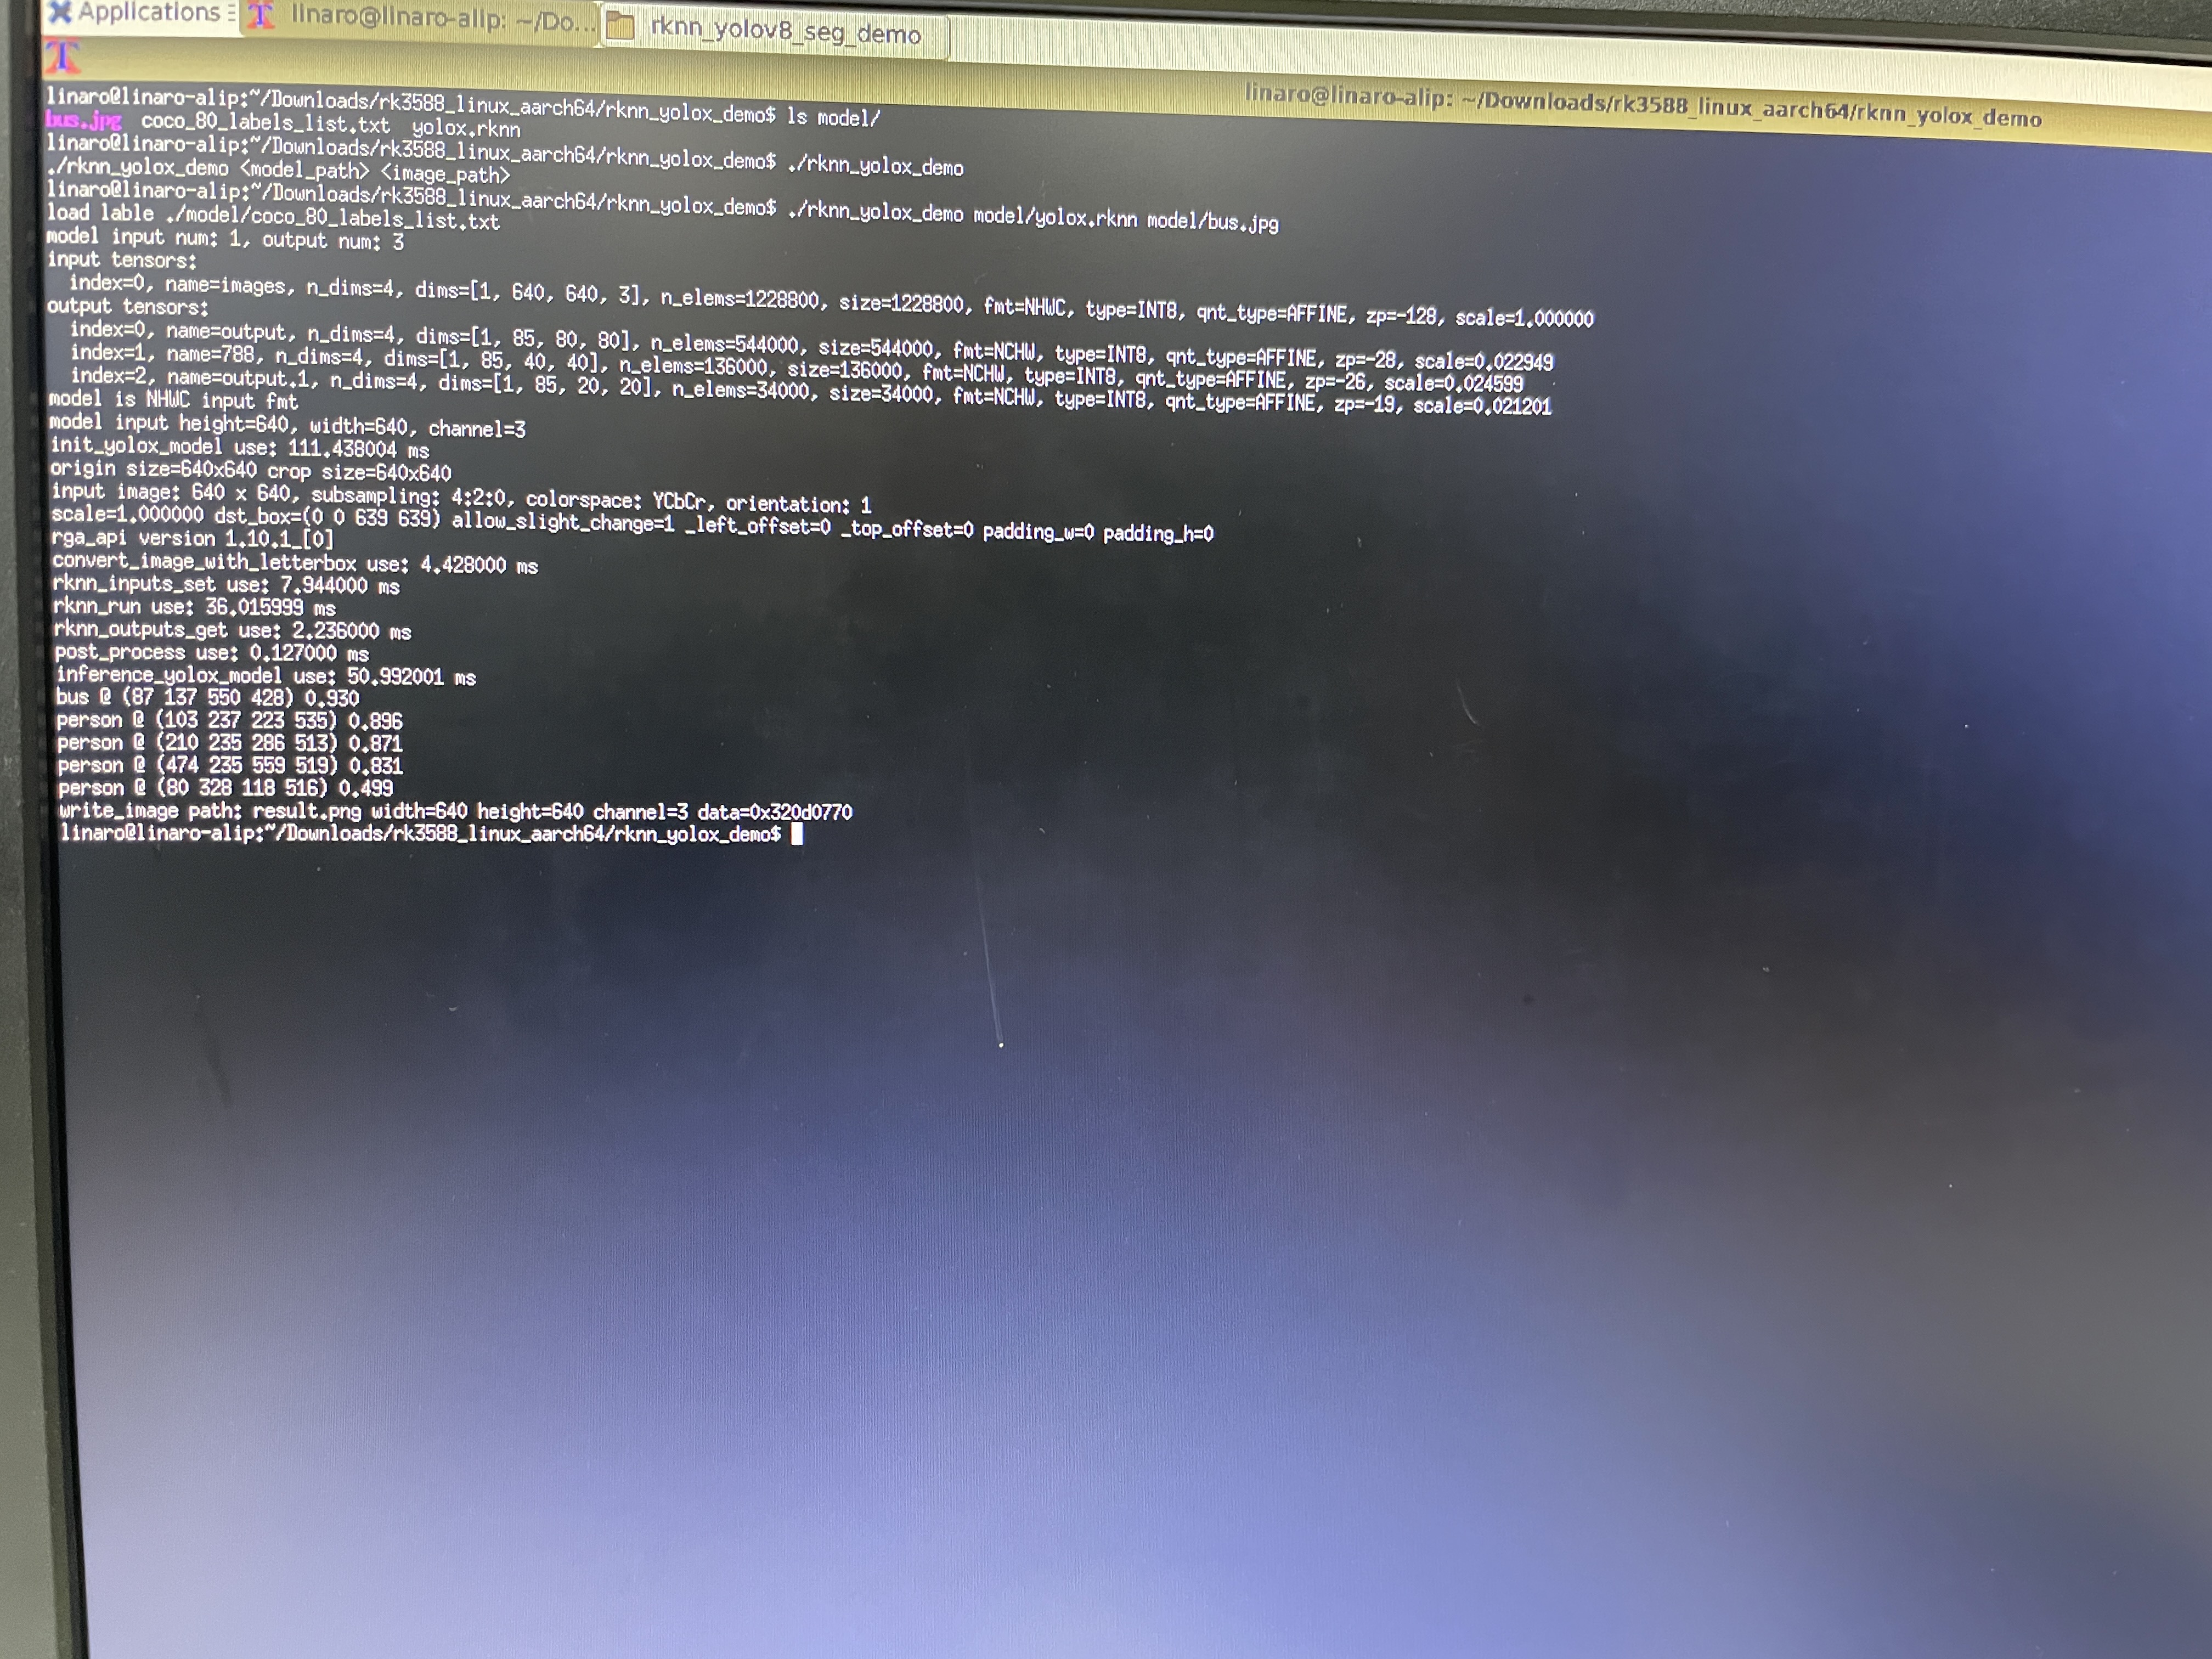 Applications
linaro@linaro-alip: ~/Do...
rknn_yolov8_seg_demo
linaro@linaro-alip: ~/Downloads/rk3588_linux_aarch64/rknn_yolox_demo
linaro@linaro-alip:~/Downloads/rk3588_linux_aarch64/rknn_yolox_demo$ ls model/
bus.jpg coco_80_labels_list.txt yolox.rknn
linaro@linaro-alip:~/Downloads/rk3588_linux_aarch64/rknn_yolox_demo$ ./rknn_yolox_demo
./rknn_yolox_demo <model_path> <image_path>
linaro@linaro-alip:~/Downloads/rk3588_linux_aarch64/rknn_yolox_demo$ ./rknn_yolox_demo model/yolox.rknn model/bus.jpg
load lable ./model/coco_80_labels_list.txt
model input num: 1, output num: 3
input tensors:
index=0, name=images, n_dims=4, dims=[1, 640, 640, 3], n_elems=1228800, size=1228800, fmt=NHWC, type=INT8, qnt_type=AFFINE, zp=-128, scale=1.000000
output tensors:
index=0, name=output, n_dims=4, dims=[1, 85, 80, 80], n_elems=544000, size=544000, fmt=NCHW, type=INT8, qnt_type=AFFINE, zp=-28, scale=0.022949
index=1, name=788, n_dims=4, dims=[1, 85, 40, 40], n_elems=136000, size=136000, fmt=NCHW, type=INT8, qnt_type=AFFINE, zp=-26, scale=0.024599
index=2, name=output.1, n_dims=4, dims=[1, 85, 20, 20], n_elems=34000, size=34000, fmt=NCHW, type=INT8, qnt_type=AFFINE, zp=-19, scale=0.021201
model is NHWC input fmt
model input height=640, width=640, channel=3
init_yolox_model use: 111.438004 ms
origin size=640x640 crop size=640x640
input image: 640 x 640, subsampling: 4:2:0, colorspace: YCbCr, orientation: 1
scale=1.000000 dst_box=(0 0 639 639) allow_slight_change=1 _left_offset=0 _top_offset=0 padding_w=0 padding_h=0
rga_api version 1.10.1_[0]
convert_image_with_letterbox use: 4.428000 ms
rknn_inputs_set use: 7.944000 ms
rknn_run use: 36.015999 ms
rknn_outputs_get use: 2.236000 ms
post_process use: 0.127000 ms
inference_yolox_model use: 50.992001 ms
bus @ (87 137 550 428) 0.930
person @ (103 237 223 535) 0.896
person @ (210 235 286 513) 0.871
person @ (474 235 559 519) 0.831
person @ (80 328 118 516) 0.499
write_image path: result.png width=640 height=640 channel=3 data=0x320d0770
linaro@linaro-alip:~/Downloads/rk3588_linux_aarch64/rknn_yolox_demo$